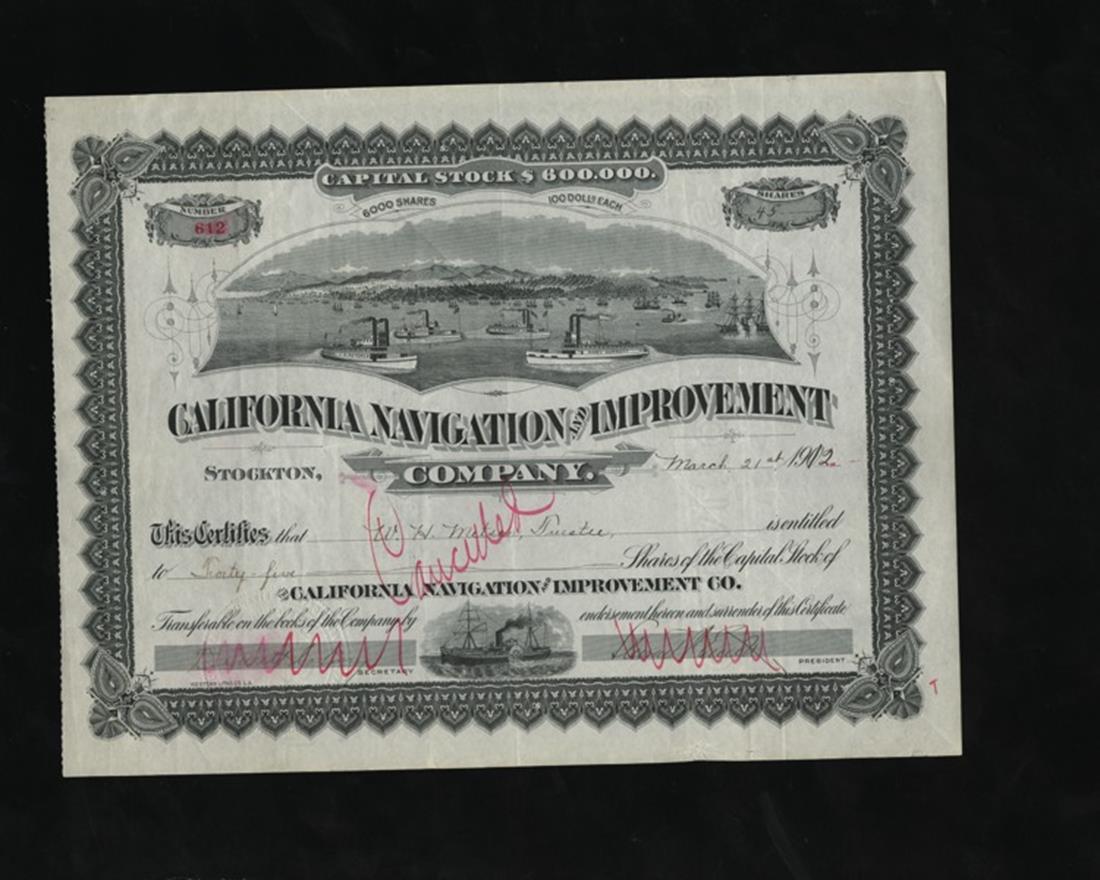 CAPITAL STOCK $ 600.000.
6000 SHARES 100 DOLLS EACH
NUMBER
612
SHARES
45
CALIFORNIA NAVIGATION AND IMPROVEMENT
COMPANY.
STOCKTON, March 21st 1902
This Certifies that W. H. Trustee, is entitled
to Forty-five Shares of the Capital Stock of
THE CALIFORNIA NAVIGATION AND IMPROVEMENT CO.
Cancelled
Transferable on the books of the Company by endorsement hereon and surrender of this Certificate
SECRETARY
PRESIDENT
T